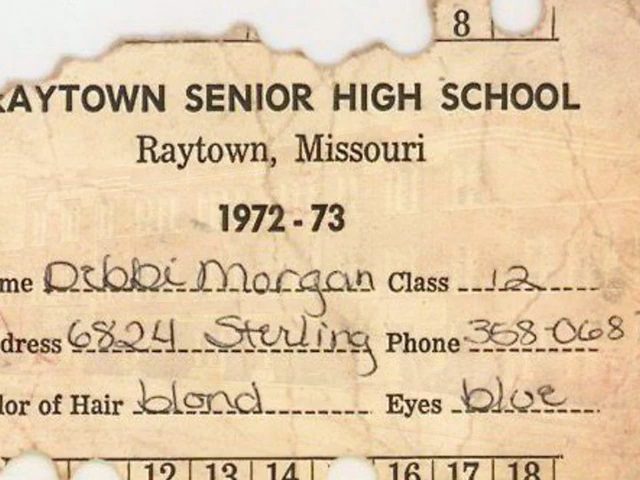 8
RAYTOWN SENIOR HIGH SCHOOL
Raytown, Missouri
1972-73
me Debbi Morgan Class 12
dress 6824 Sterling Phone 358-068
lor of Hair blond Eyes blue
12 13 14 16 17 18